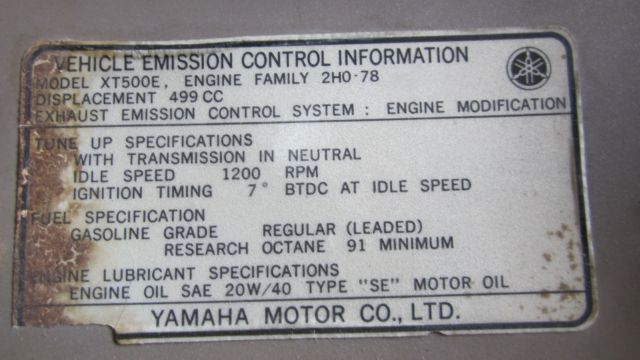 VEHICLE EMISSION CONTROL INFORMATION
MODEL XT500E, ENGINE FAMILY 2H0-78
DISPLACEMENT 499 CC
EXHAUST EMISSION CONTROL SYSTEM : ENGINE MODIFICATION
TUNE UP SPECIFICATIONS
WITH TRANSMISSION IN NEUTRAL
IDLE SPEED 1200 RPM
IGNITION TIMING 7° BTDC AT IDLE SPEED
FUEL SPECIFICATION
GASOLINE GRADE REGULAR (LEADED)
RESEARCH OCTANE 91 MINIMUM
ENGINE LUBRICANT SPECIFICATIONS
ENGINE OIL SAE 20W/40 TYPE "SE" MOTOR OIL
YAMAHA MOTOR CO., LTD.